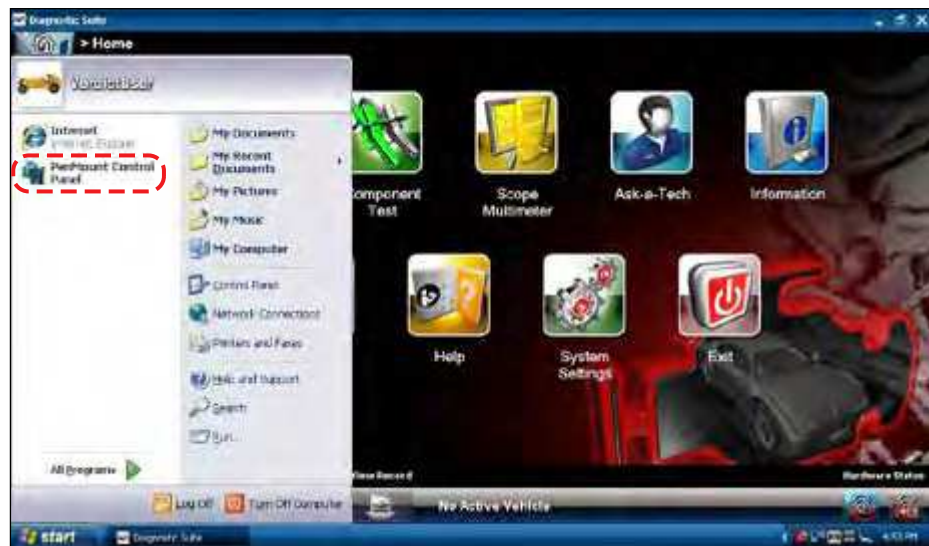 Diagnostic Suite
> Home
Internet
Internet Explorer
PenMount Control
Panel
All Programs
My Documents
My Recent
Documents
My Pictures
My Music
My Computer
Control Panel
Network Connections
Printers and Faxes
Help and Support
Search
Run...
Log Off
Turn Off Computer
Component
Test
Scope
Multimeter
Ask-a-Tech
Information
Help
System
Settings
Exit
View Record
Hardware Status
No Active Vehicle
start
Diagnostic Suite